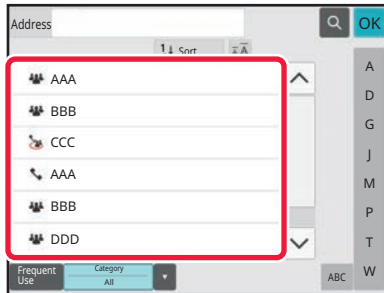 Address OK
Sort
AAA
BBB
CCC
AAA
BBB
DDD
A
D
G
J
M
P
T
W
Frequent Use
Category
All
ABC